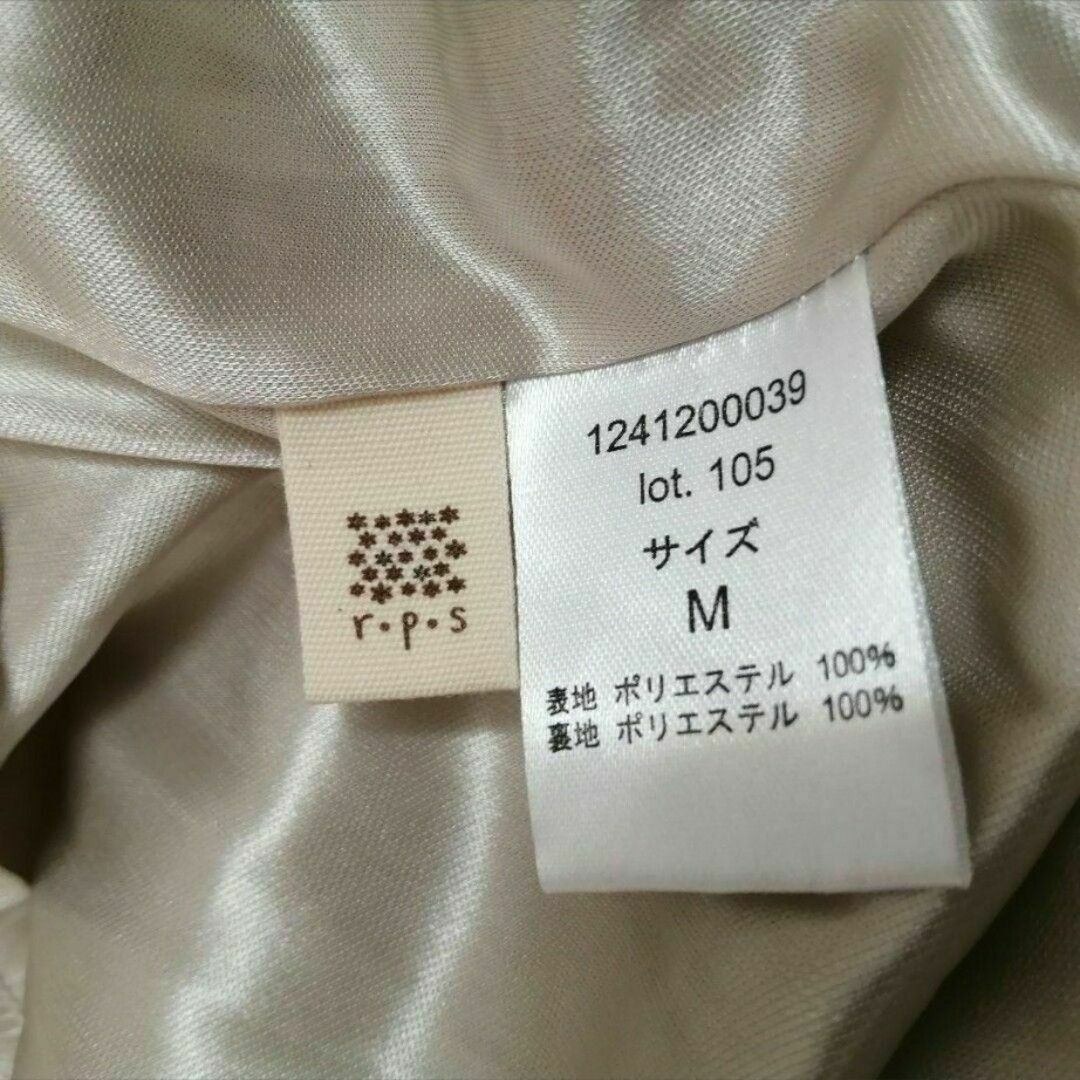 r.p.s
1241200039
lot. 105
サイズ
M
表地 ポリエステル 100%
裏地 ポリエステル 100%